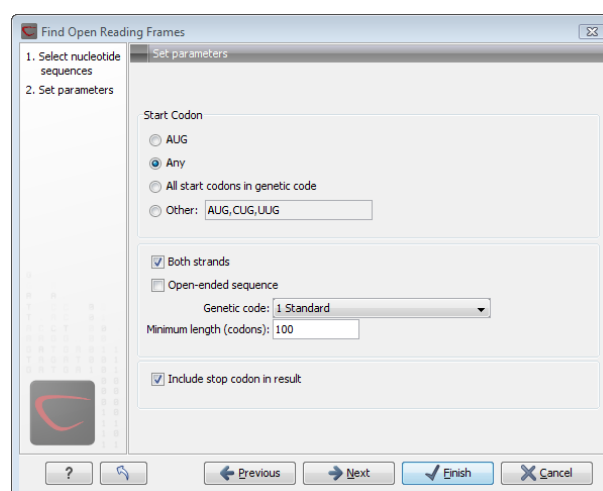 Find Open Reading Frames
1. Select nucleotide
sequences
2. Set parameters
Set parameters
Start Codon
AUG
Any
All start codons in genetic code
Other: AUG,CUG,UUG
Both strands
Open-ended sequence
Genetic code: 1 Standard
Minimum length (codons): 100
Include stop codon in result
?
Previous
Next
Finish
Cancel